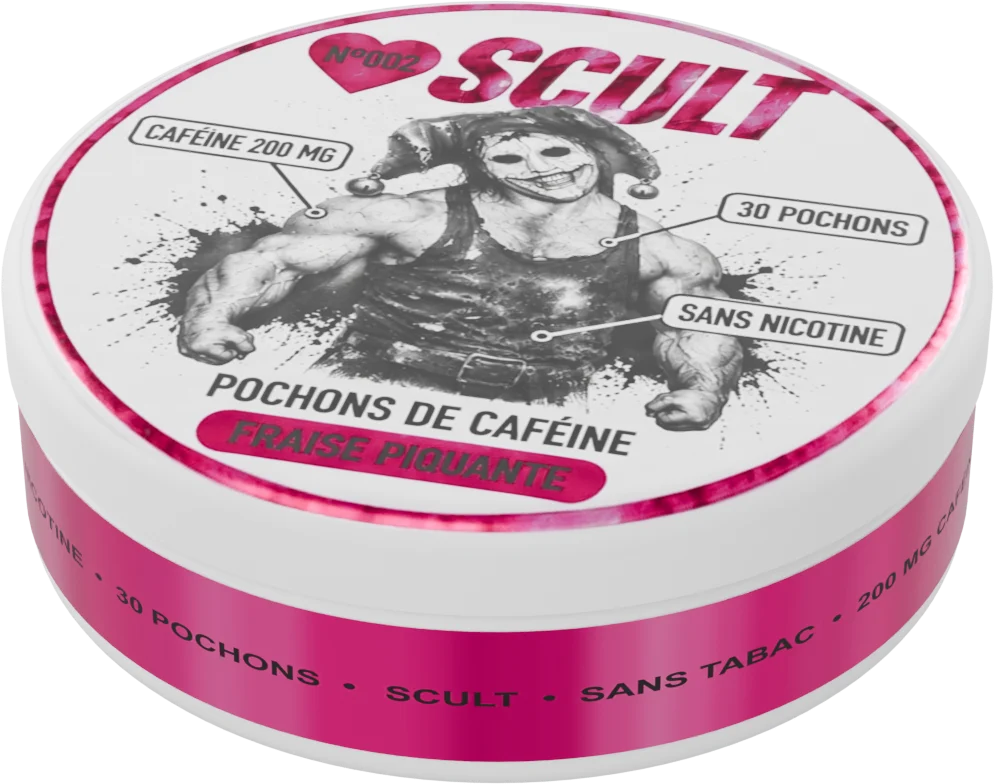 N°002
SCULT
CAFÉINE 200 MG
30 POCHONS
SANS NICOTINE
POCHONS DE CAFÉINE
FRAISE PIQUANTE
30 POCHONS • SCULT • SANS TABAC • 200 MG